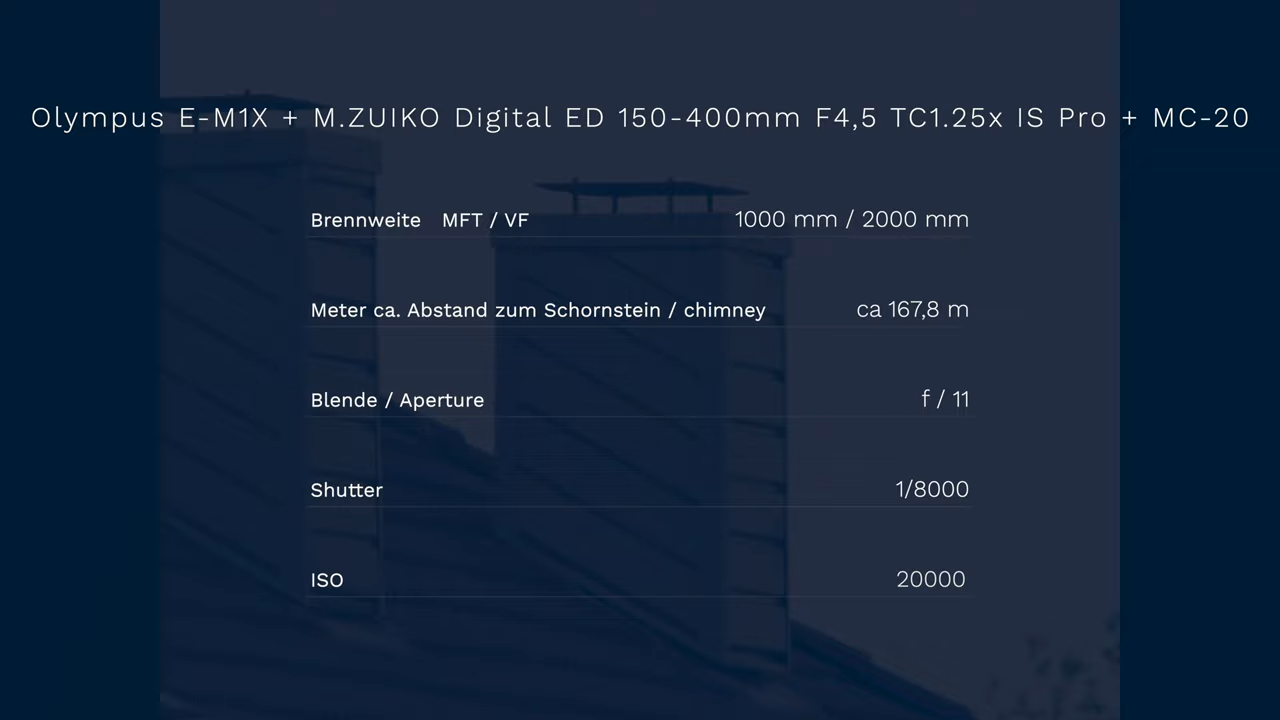 Olympus E-M1X + M.ZUIKO Digital ED 150-400mm F4,5 TC1.25x IS Pro + MC-20
Brennweite MFT / VF 1000 mm / 2000 mm
Meter ca. Abstand zum Schornstein / chimney ca 167,8 m
Blende / Aperture f / 11
Shutter 1/8000
ISO 20000